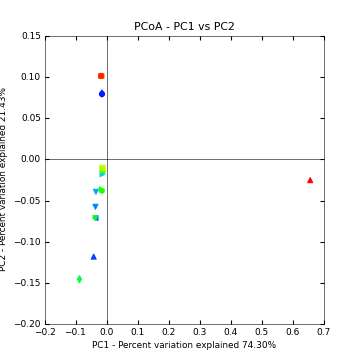 PCoA - PC1 vs PC2
0.15
0.10
0.05
0.00
−0.05
−0.10
−0.15
−0.20
PC2 - Percent variation explained 21.43%
−0.2 −0.1 0.0 0.1 0.2 0.3 0.4 0.5 0.6 0.7
PC1 - Percent variation explained 74.30%